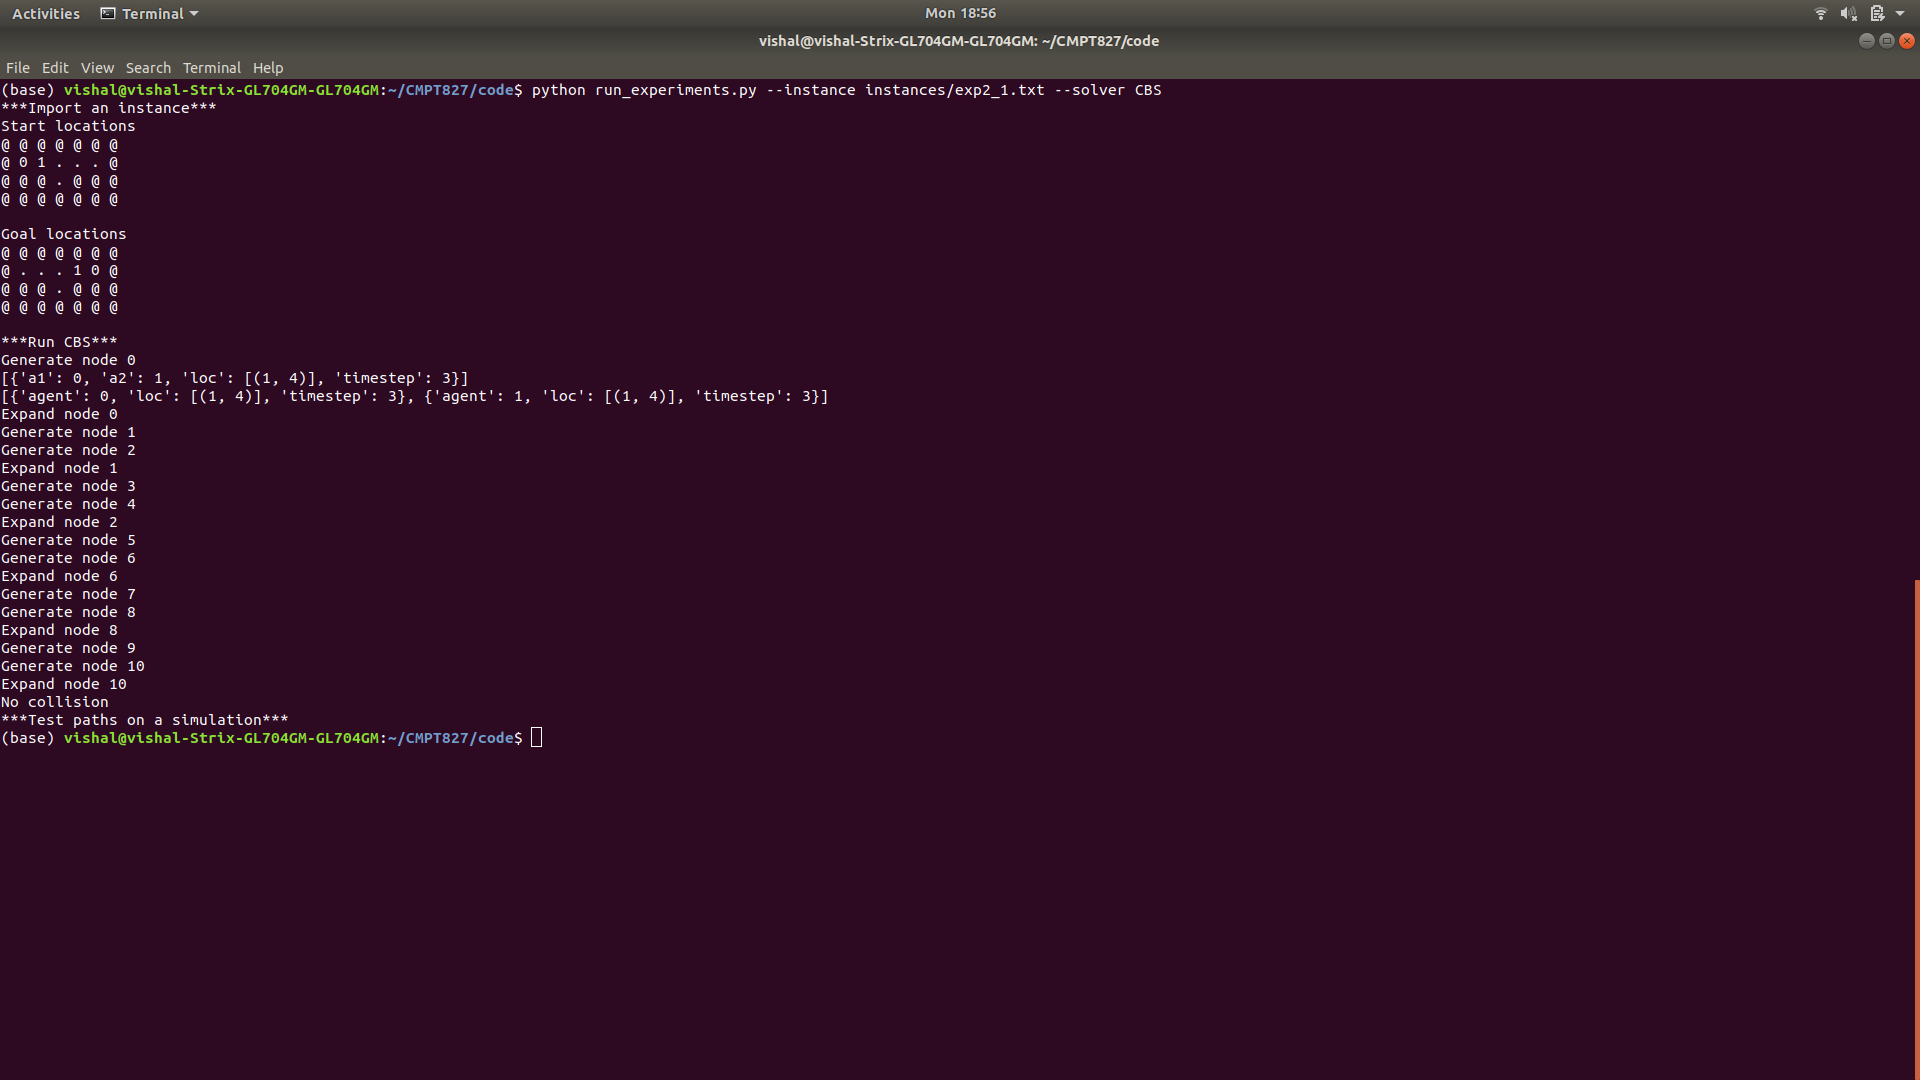 Activities Terminal Mon 18:56
vishal@vishal-Strix-GL704GM-GL704GM: ~/CMPT827/code
File Edit View Search Terminal Help
(base) vishal@vishal-Strix-GL704GM-GL704GM:~/CMPT827/code$ python run_experiments.py --instance instances/exp2_1.txt --solver CBS
***Import an instance***
Start locations
@ @ @ @ @ @ @
@ 0 1 . . . @
@ @ @ . @ @ @
@ @ @ @ @ @ @
Goal locations
@ @ @ @ @ @ @
@ . . . 1 0 @
@ @ @ . @ @ @
@ @ @ @ @ @ @
***Run CBS***
Generate node 0
[{'a1': 0, 'a2': 1, 'loc': [(1, 4)], 'timestep': 3}]
[{'agent': 0, 'loc': [(1, 4)], 'timestep': 3}, {'agent': 1, 'loc': [(1, 4)], 'timestep': 3}]
Expand node 0
Generate node 1
Generate node 2
Expand node 1
Generate node 3
Generate node 4
Expand node 2
Generate node 5
Generate node 6
Expand node 6
Generate node 7
Generate node 8
Expand node 8
Generate node 9
Generate node 10
Expand node 10
No collision
***Test paths on a simulation***
(base) vishal@vishal-Strix-GL704GM-GL704GM:~/CMPT827/code$